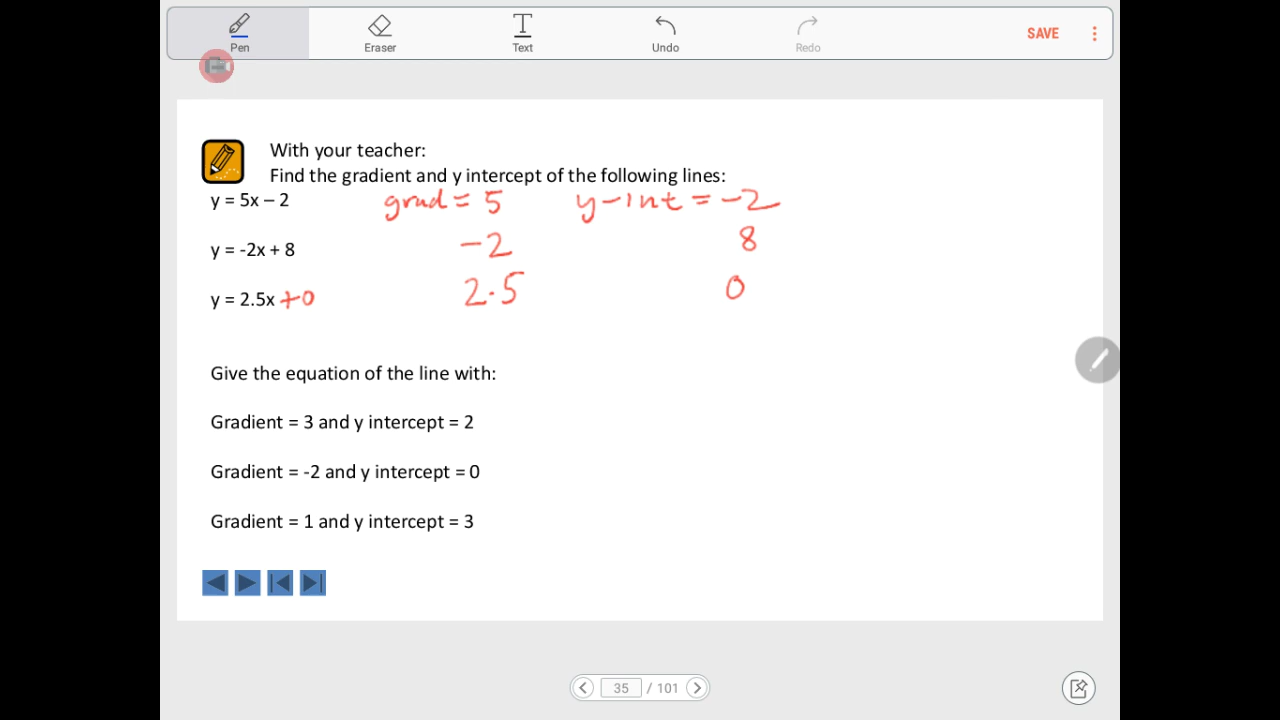 Pen Eraser Text Undo Redo SAVE
With your teacher:
Find the gradient and y intercept of the following lines:
y = 5x – 2 grad = 5 y-int = -2
y = -2x + 8 -2 8
y = 2.5x +0 2.5 0
Give the equation of the line with:
Gradient = 3 and y intercept = 2
Gradient = -2 and y intercept = 0
Gradient = 1 and y intercept = 3
35 / 101